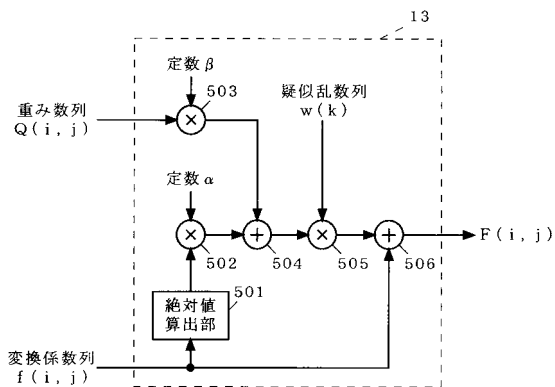 13
定数β
503
重み数列
Q(i, j)
疑似乱数列
w(k)
定数α
×
×
+
×
+
F(i, j)
502
504
505
506
501
絶対値
算出部
変換係数列
f(i, j)